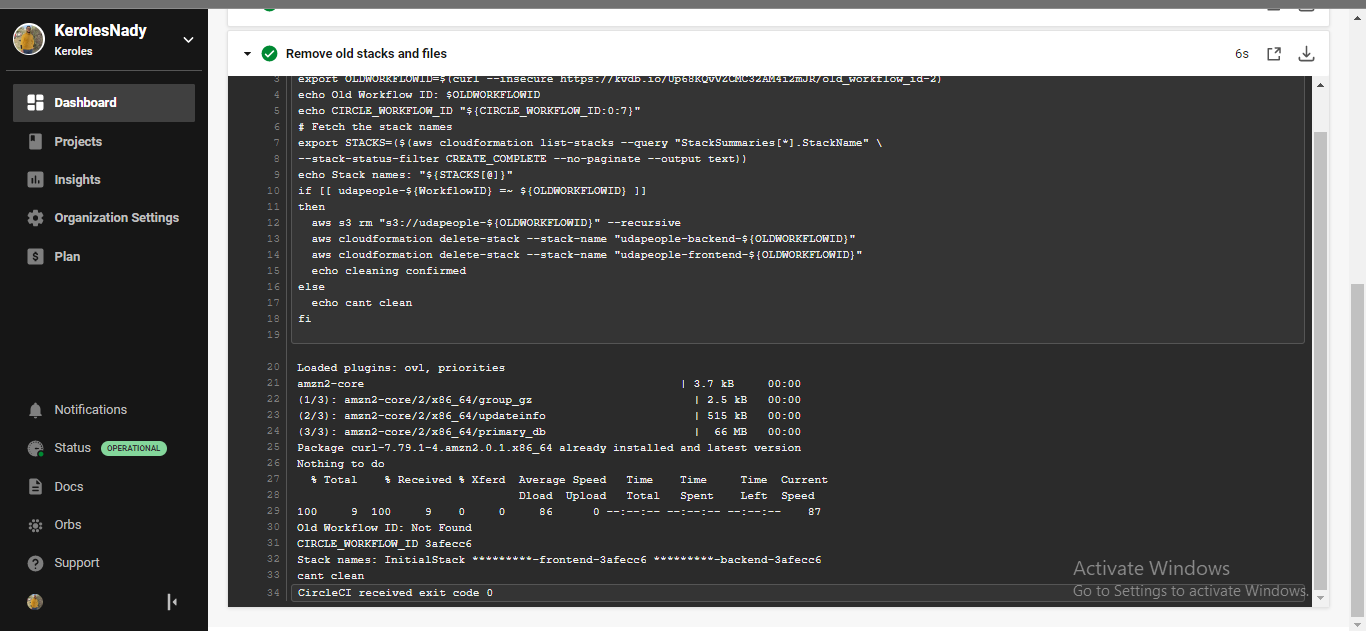 KerolesNady
Keroles
Dashboard
Projects
Insights
Organization Settings
Plan
Notifications
Status OPERATIONAL
Docs
Orbs
Support
Remove old stacks and files
6s
3 export OLDWORKFLOWID=$(curl --insecure https://kvdb.io/Up68KQvVZCMC32AM4i2mJR/old_workflow_id-2)
4 echo Old Workflow ID: $OLDWORKFLOWID
5 echo CIRCLE_WORKFLOW_ID "${CIRCLE_WORKFLOW_ID:0:7}"
6 # Fetch the stack names
7 export STACKS=($(aws cloudformation list-stacks --query "StackSummaries[*].StackName" \
8 --stack-status-filter CREATE_COMPLETE --no-paginate --output text))
9 echo Stack names: "${STACKS[@]}"
10 if [[ udapeople-${WorkflowID} =~ ${OLDWORKFLOWID} ]]
11 then
12 aws s3 rm "s3://udapeople-${OLDWORKFLOWID}" --recursive
13 aws cloudformation delete-stack --stack-name "udapeople-backend-${OLDWORKFLOWID}"
14 aws cloudformation delete-stack --stack-name "udapeople-frontend-${OLDWORKFLOWID}"
15 echo cleaning confirmed
16 else
17 echo cant clean
18 fi
19
20 Loaded plugins: ovl, priorities
21 amzn2-core | 3.7 kB 00:00
22 (1/3): amzn2-core/2/x86_64/group_gz | 2.5 kB 00:00
23 (2/3): amzn2-core/2/x86_64/updateinfo | 515 kB 00:00
24 (3/3): amzn2-core/2/x86_64/primary_db | 66 MB 00:00
25 Package curl-7.79.1-4.amzn2.0.1.x86_64 already installed and latest version
26 Nothing to do
27 % Total % Received % Xferd Average Speed Time Time Time Current
28 Dload Upload Total Spent Left Speed
29 100 9 100 9 0 0 86 0 --:--:-- --:--:-- --:--:-- 87
30 Old Workflow ID: Not Found
31 CIRCLE_WORKFLOW_ID 3afecc6
32 Stack names: InitialStack *********-frontend-3afecc6 *********-backend-3afecc6
33 cant clean
34 CircleCI received exit code 0
Activate Windows
Go to Settings to activate Windows.